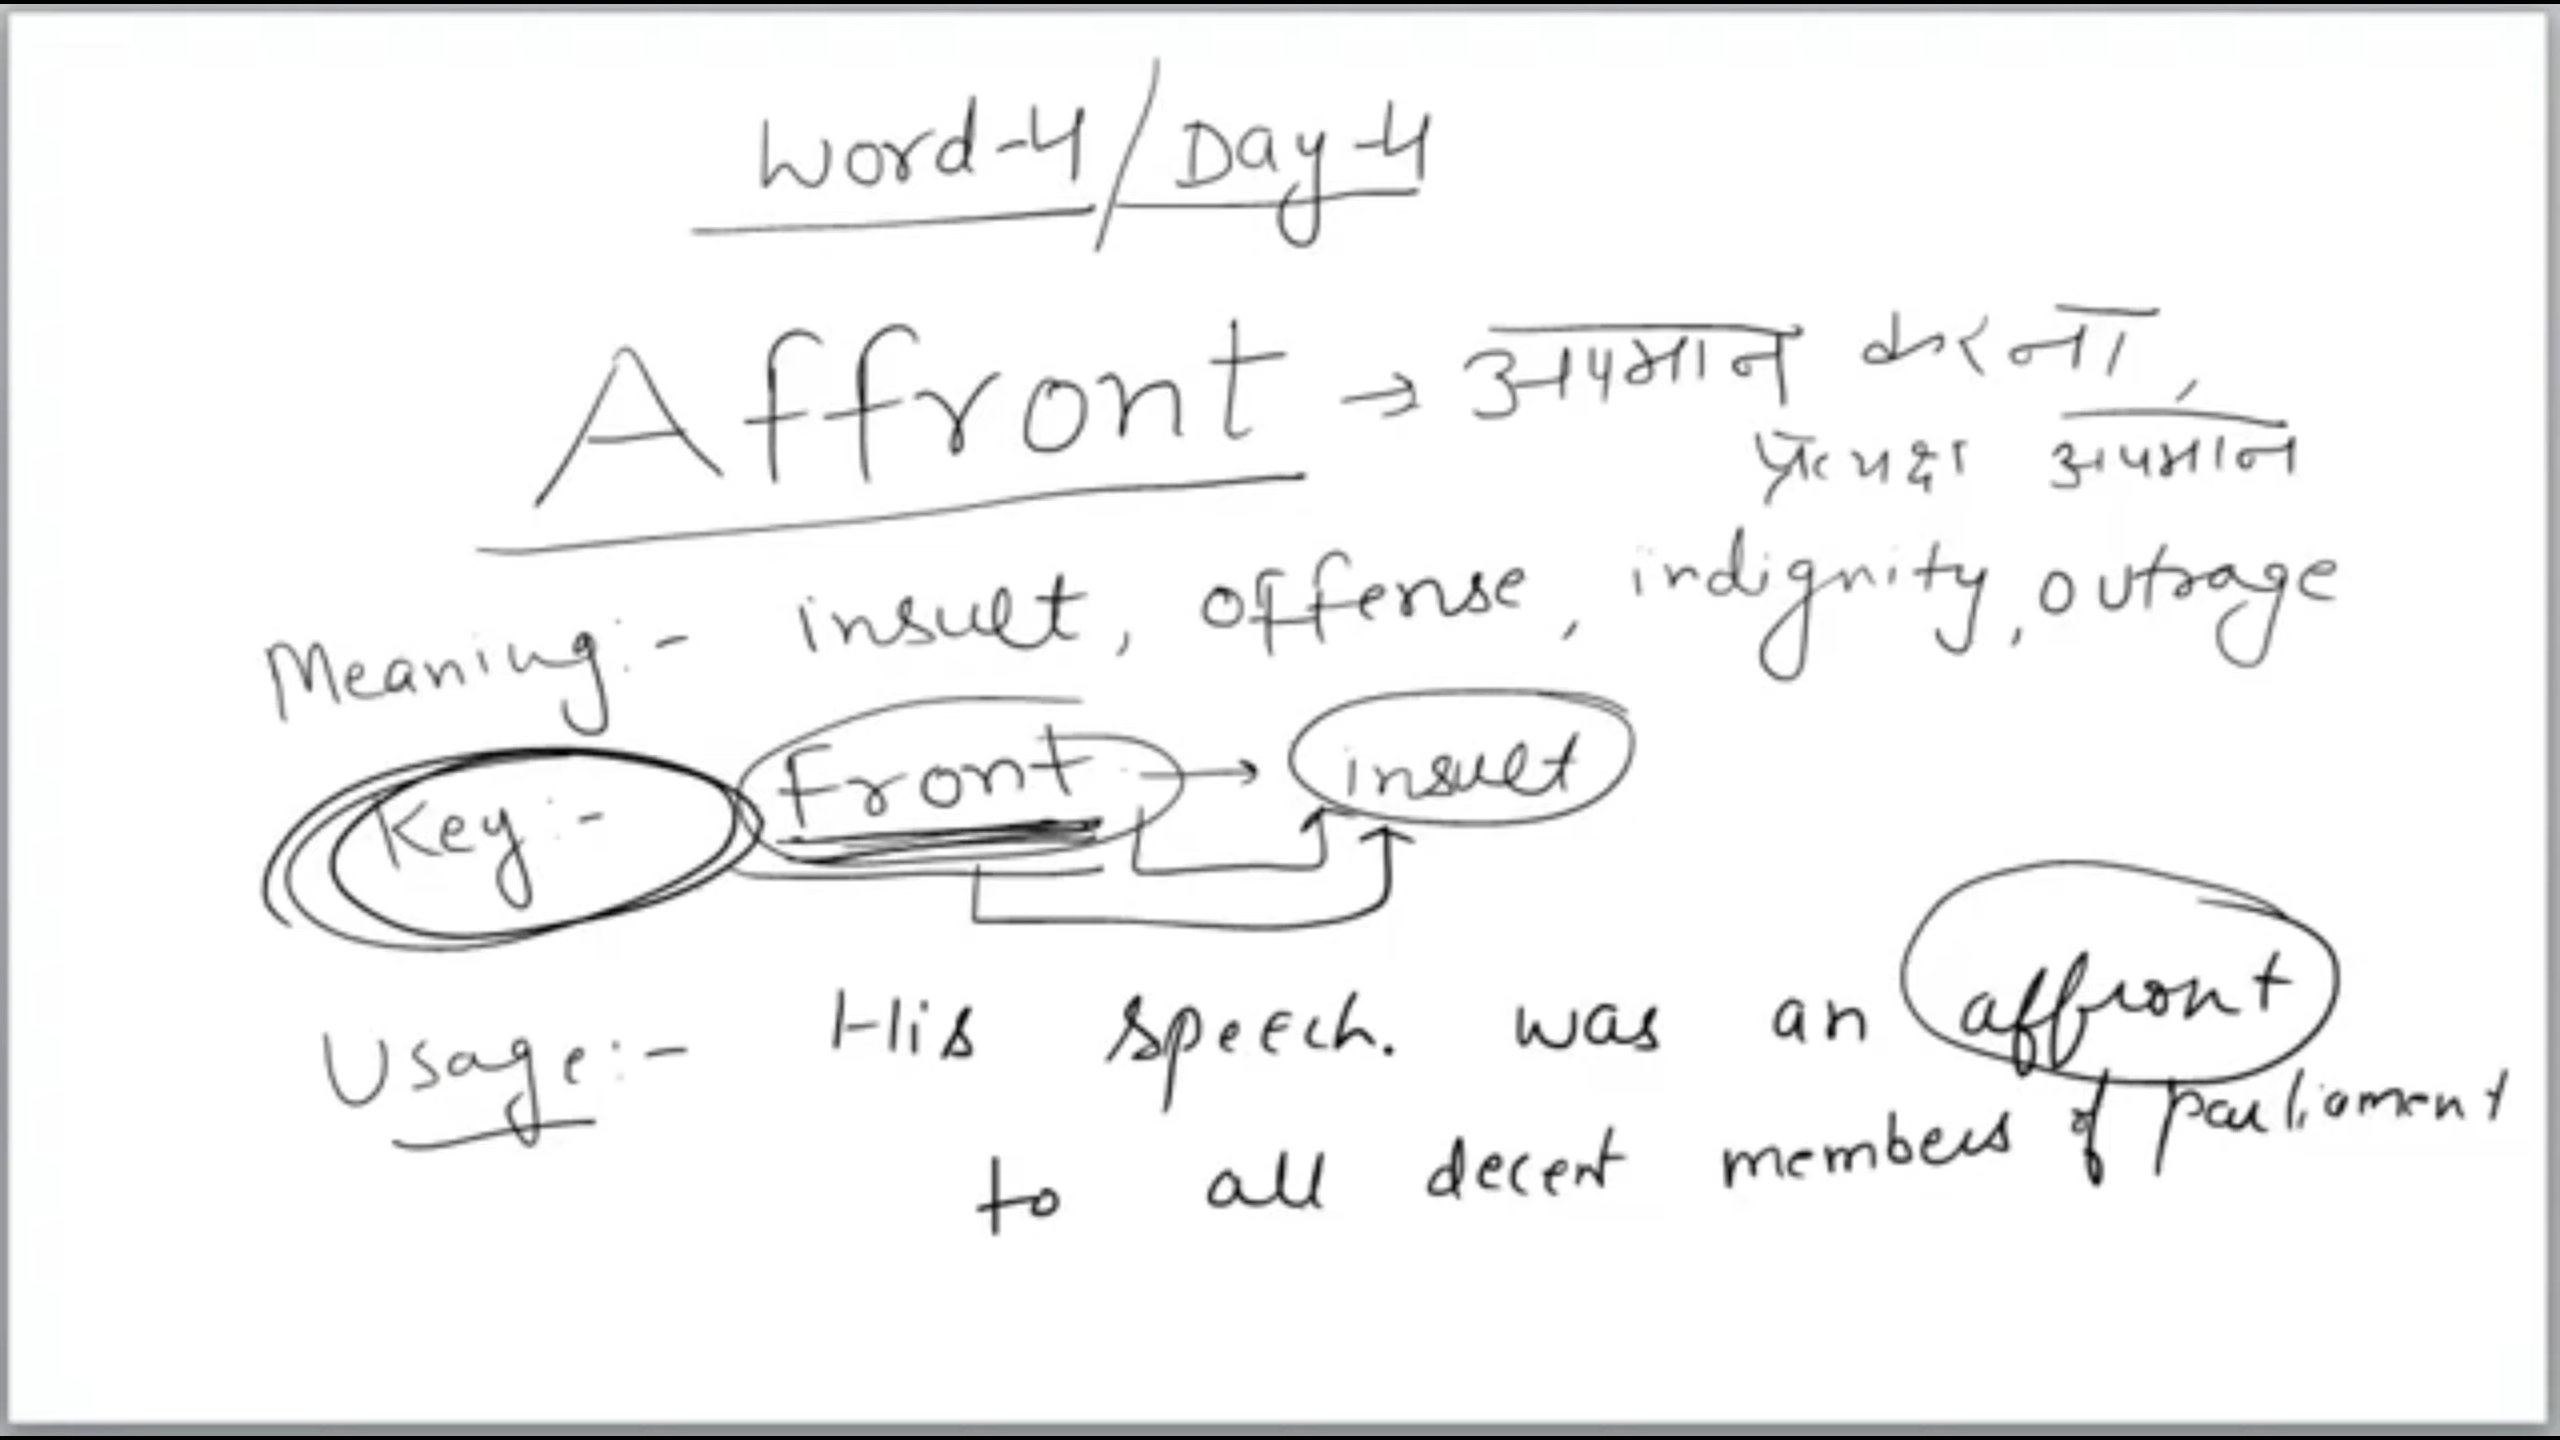 Word-4/Day-4
Affront → अपमान करना,
प्रत्यक्ष अपमान
Meaning:- insult, offense, indignity, outrage
Key:- Front → insult
Usage:- His speech. was an affront
to all decent members of parliament